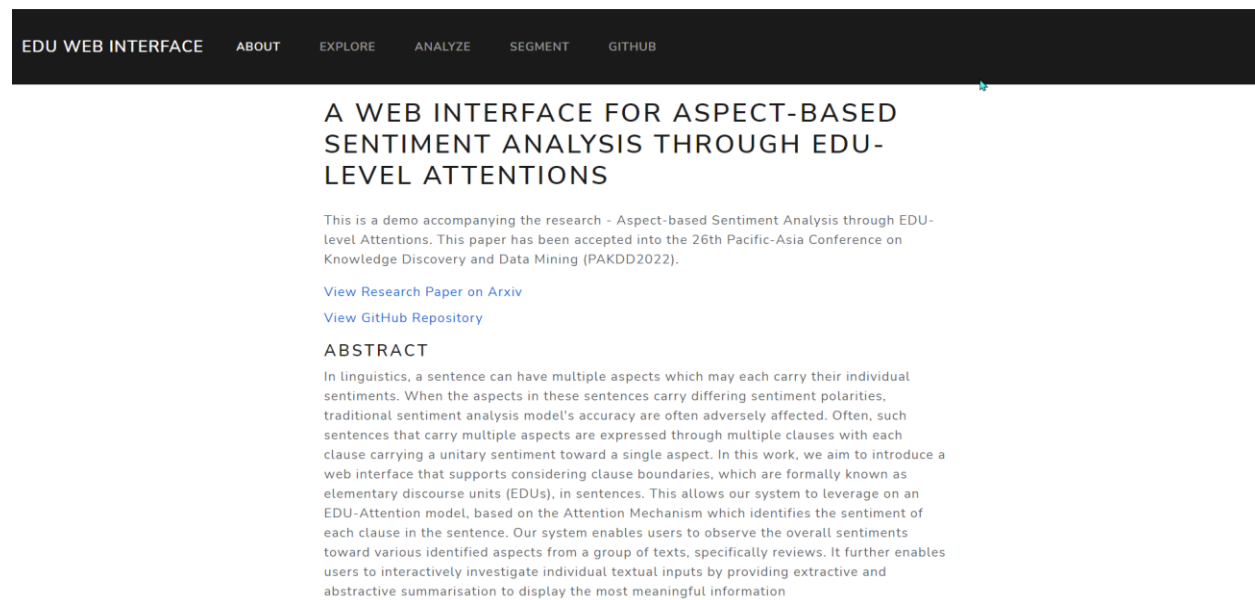 EDU WEB INTERFACE ABOUT EXPLORE ANALYZE SEGMENT GITHUB
A WEB INTERFACE FOR ASPECT-BASED
SENTIMENT ANALYSIS THROUGH EDU-
LEVEL ATTENTIONS
This is a demo accompanying the research - Aspect-based Sentiment Analysis through EDU-
level Attentions. This paper has been accepted into the 26th Pacific-Asia Conference on
Knowledge Discovery and Data Mining (PAKDD2022).
View Research Paper on Arxiv
View GitHub Repository
ABSTRACT
In linguistics, a sentence can have multiple aspects which may each carry their individual
sentiments. When the aspects in these sentences carry differing sentiment polarities,
traditional sentiment analysis model's accuracy are often adversely affected. Often, such
sentences that carry multiple aspects are expressed through multiple clauses with each
clause carrying a unitary sentiment toward a single aspect. In this work, we aim to introduce a
web interface that supports considering clause boundaries, which are formally known as
elementary discourse units (EDUs), in sentences. This allows our system to leverage on an
EDU-Attention model, based on the Attention Mechanism which identifies the sentiment of
each clause in the sentence. Our system enables users to observe the overall sentiments
toward various identified aspects from a group of texts, specifically reviews. It further enables
users to interactively investigate individual textual inputs by providing extractive and
abstractive summarisation to display the most meaningful information